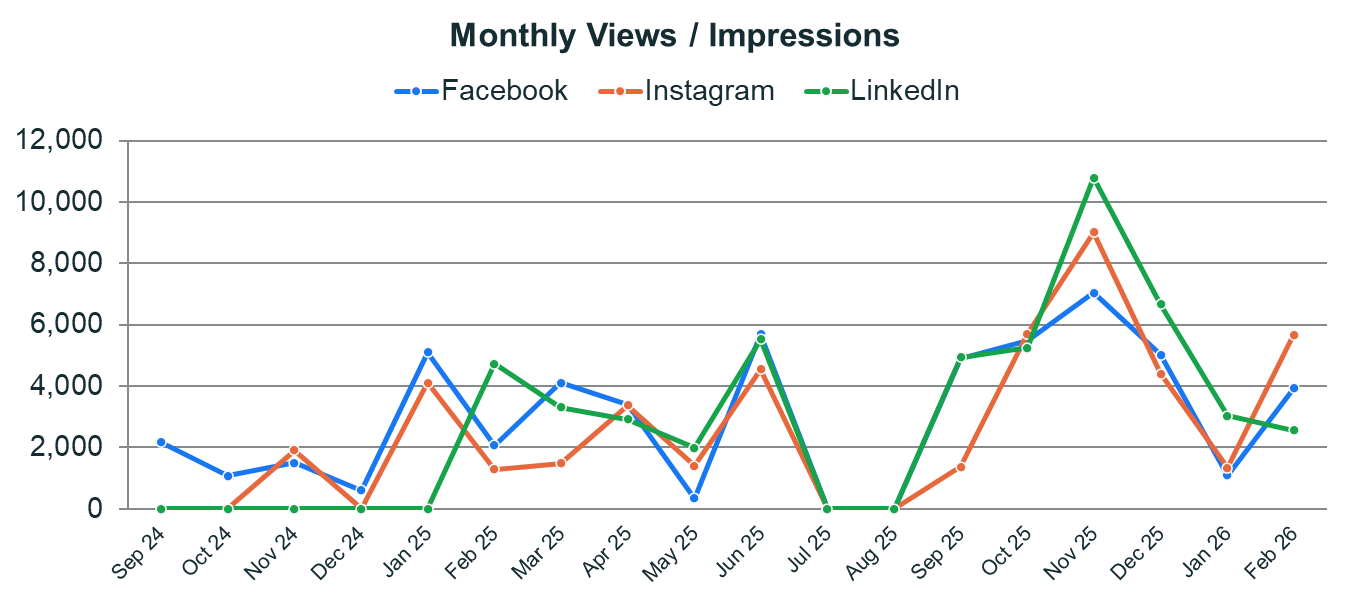 Monthly Views / Impressions
Facebook Instagram LinkedIn
12,000
10,000
8,000
6,000
4,000
2,000
0
Sep 24 Oct 24 Nov 24 Dec 24 Jan 25 Feb 25 Mar 25 Apr 25 May 25 Jun 25 Jul 25 Aug 25 Sep 25 Oct 25 Nov 25 Dec 25 Jan 26 Feb 26